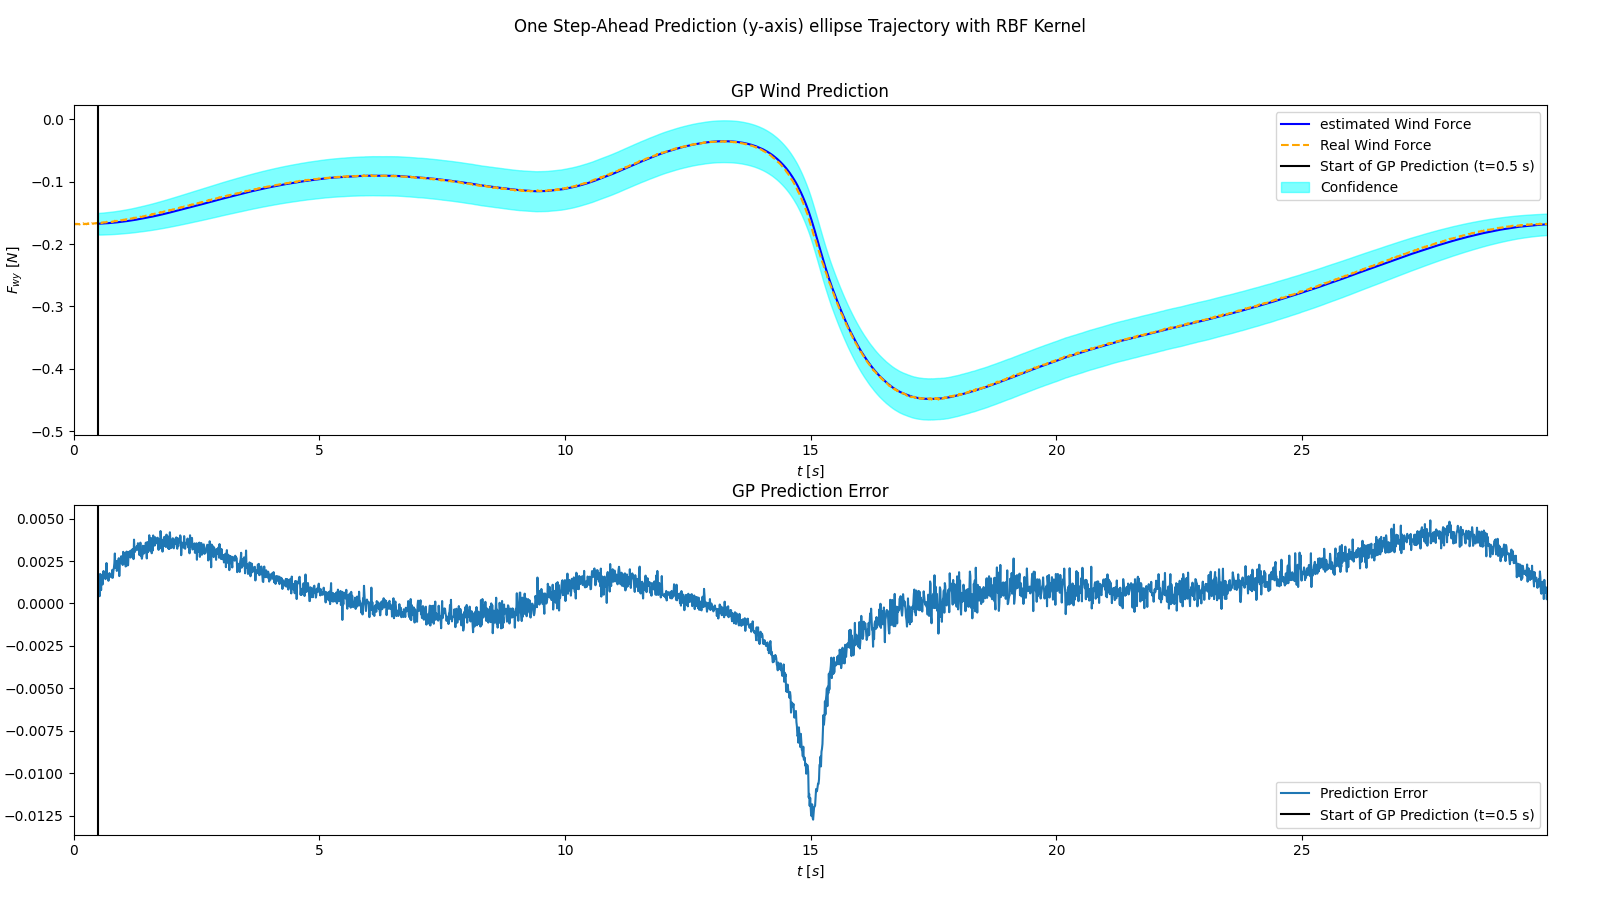 One Step-Ahead Prediction (y-axis) ellipse Trajectory with RBF Kernel
GP Wind Prediction
0.0
−0.1
−0.2
−0.3
−0.4
−0.5
F_{wy} [N]
estimated Wind Force
Real Wind Force
Start of GP Prediction (t=0.5 s)
Confidence
0 5 10 15 20 25
t [s]
GP Prediction Error
0.0050
0.0025
0.0000
−0.0025
−0.0050
−0.0075
−0.0100
−0.0125
Prediction Error
Start of GP Prediction (t=0.5 s)
0 5 10 15 20 25
t [s]